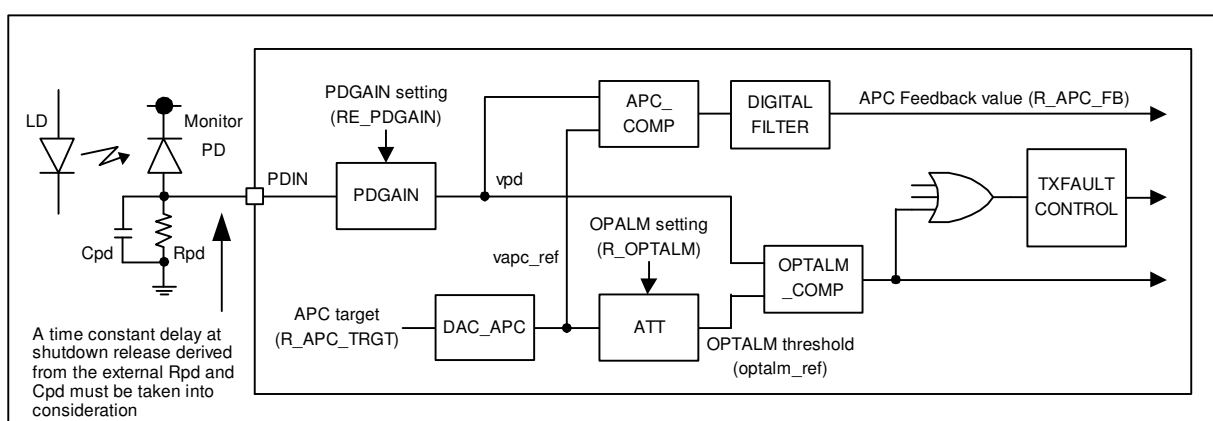 LD
Monitor
PD
Cpd
Rpd
A time constant delay at
shutdown release derived
from the external Rpd and
Cpd must be taken into
consideration
PDIN
PDGAIN setting
(RE_PDGAIN)
PDGAIN
vpd
APC_
COMP
DIGITAL
FILTER
APC Feedback value (R_APC_FB)
TXFAULT
CONTROL
OPALM setting
(R_OPTALM)
vapc_ref
OPTALM
_COMP
APC target
(R_APC_TRGT)
DAC_APC
ATT
OPTALM threshold
(optalm_ref)